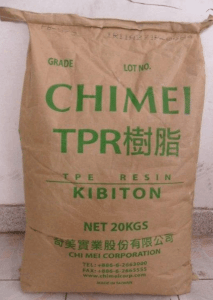 GRADE: LOT NO.
CHIMEI
TPR樹脂
TPE RESIN
KIBITON
NET 20KGS
奇美實業股份有限公司
CHI MEI CORPORATION